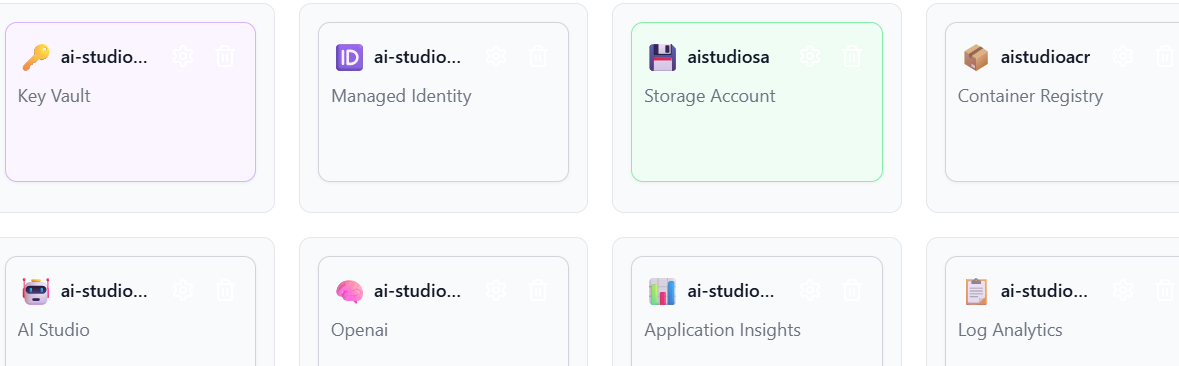 ai-studio...
Key Vault
ai-studio...
Managed Identity
aistudiosa
Storage Account
aistudioacr
Container Registry
ai-studio...
AI Studio
ai-studio...
Openai
ai-studio...
Application Insights
ai-studio...
Log Analytics